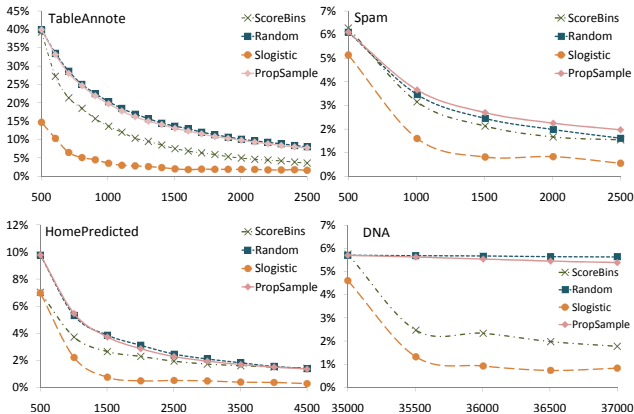 TableAnnote
45%
40%
35%
30%
25%
20%
15%
10%
5%
0%
500 1000 1500 2000 2500
ScoreBins
Random
Slogistic
PropSample
Spam
6%
5%
4%
3%
2%
1%
0%
500 1000 1500 2000 2500
ScoreBins
Random
Slogistic
PropSample
HomePredicted
12%
10%
8%
6%
4%
2%
0%
500 1500 2500 3500 4500
ScoreBins
Random
Slogistic
PropSample
DNA
7%
6%
5%
4%
3%
2%
1%
0%
35000 35500 36000 36500 37000
ScoreBins
Random
Slogistic
PropSample